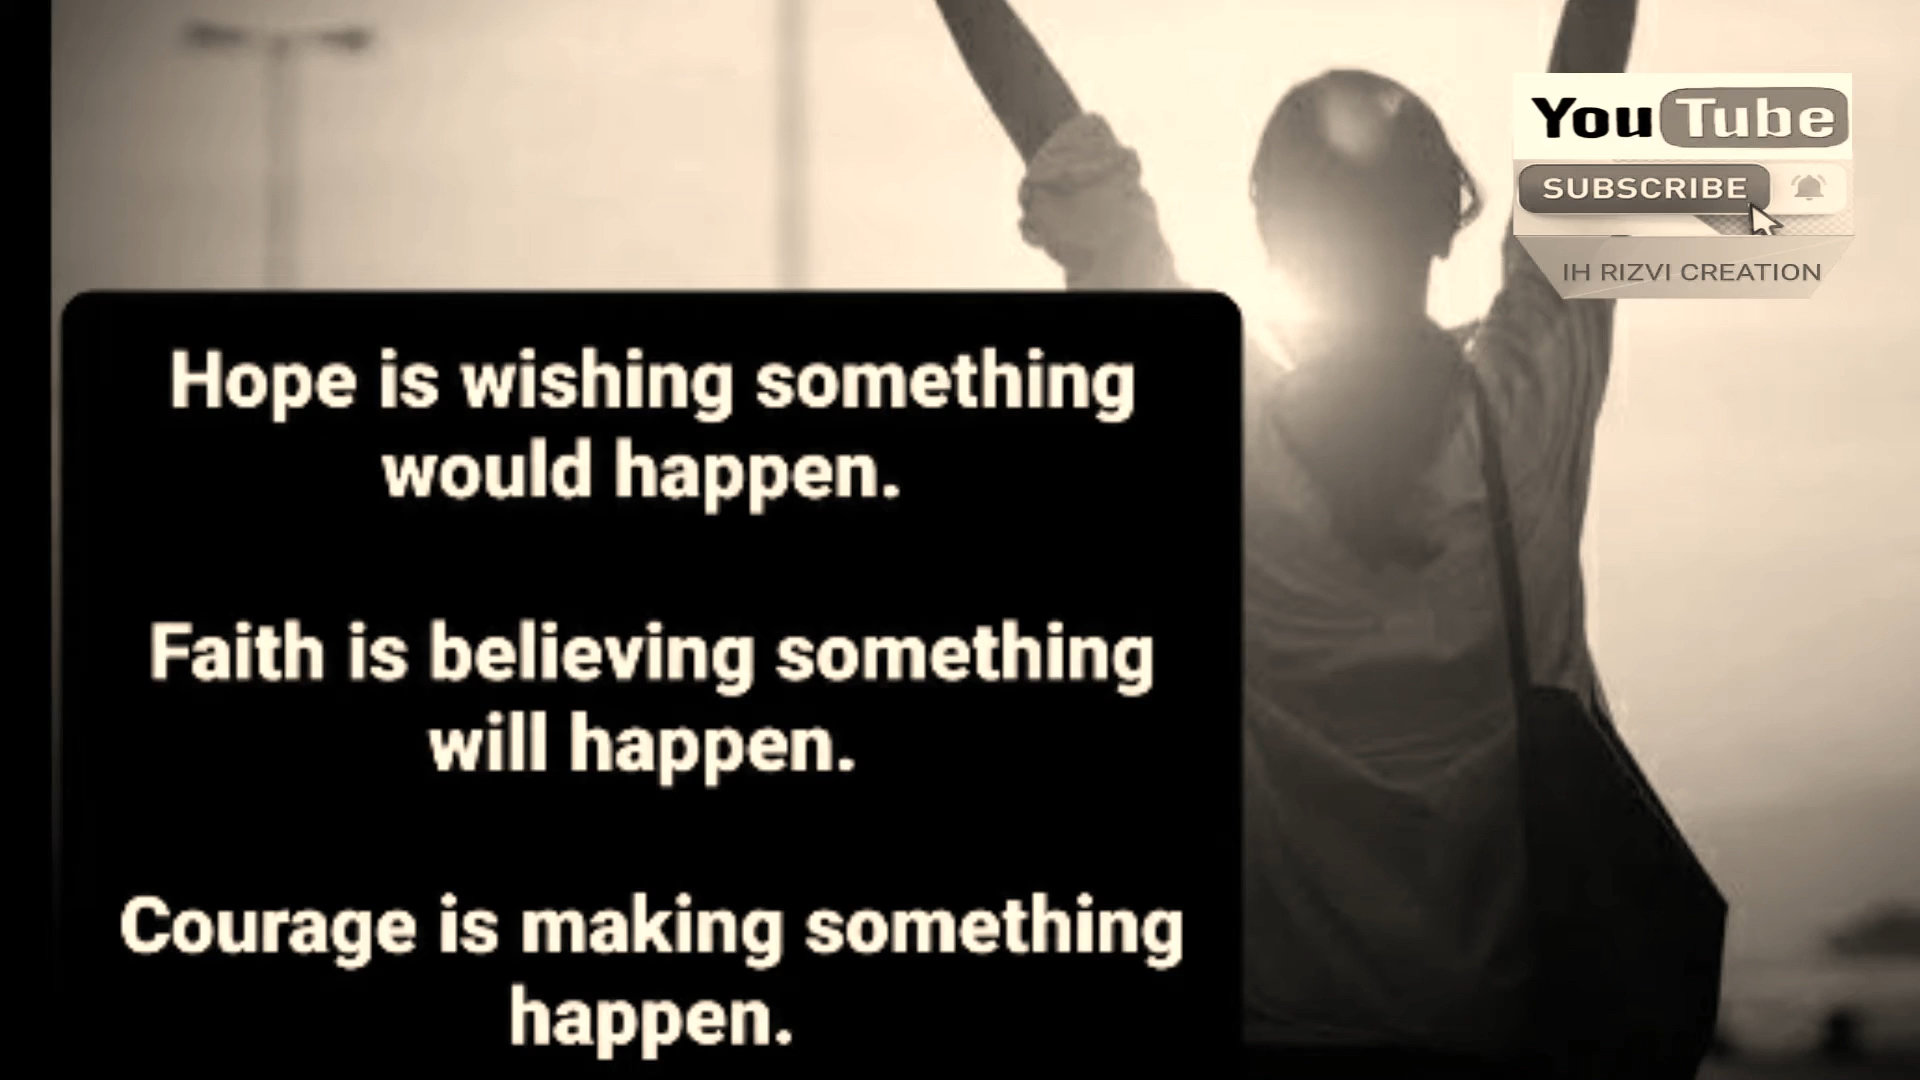 YouTube
SUBSCRIBE
IH RIZVI CREATION
Hope is wishing something
would happen.
Faith is believing something
will happen.
Courage is making something
happen.